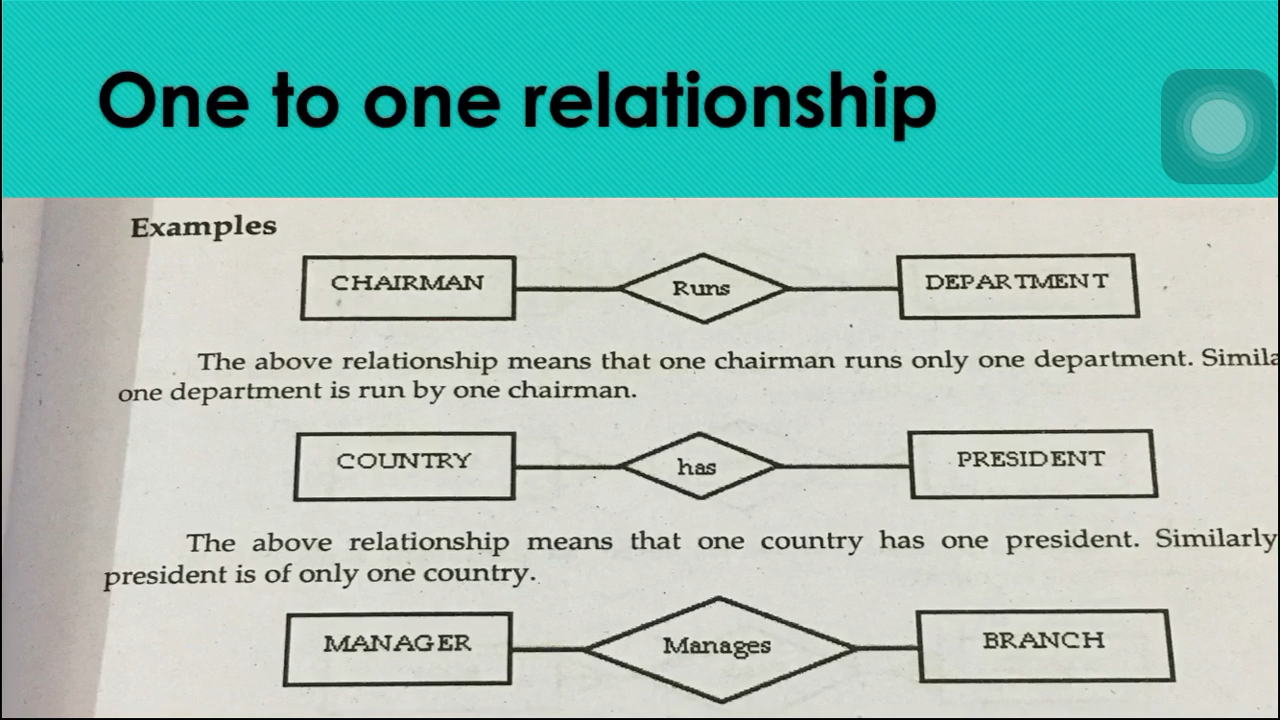 One to one relationship
Examples
CHAIRMAN Runs DEPARTMENT
The above relationship means that one chairman runs only one department.
one department is run by one chairman.
COUNTRY has PRESIDENT
The above relationship means that one country has one president. Similarly
president is of only one country.
MANAGER Manages BRANCH